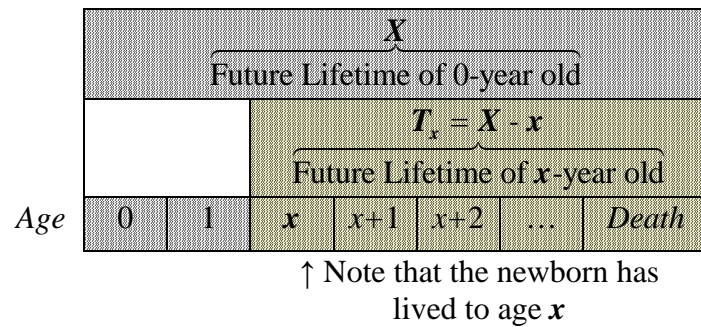 X
Future Lifetime of 0-year old
Tₓ = X - x
Future Lifetime of x-year old
Age 0 1 x x+1 x+2 … Death
↑ Note that the newborn has
lived to age x